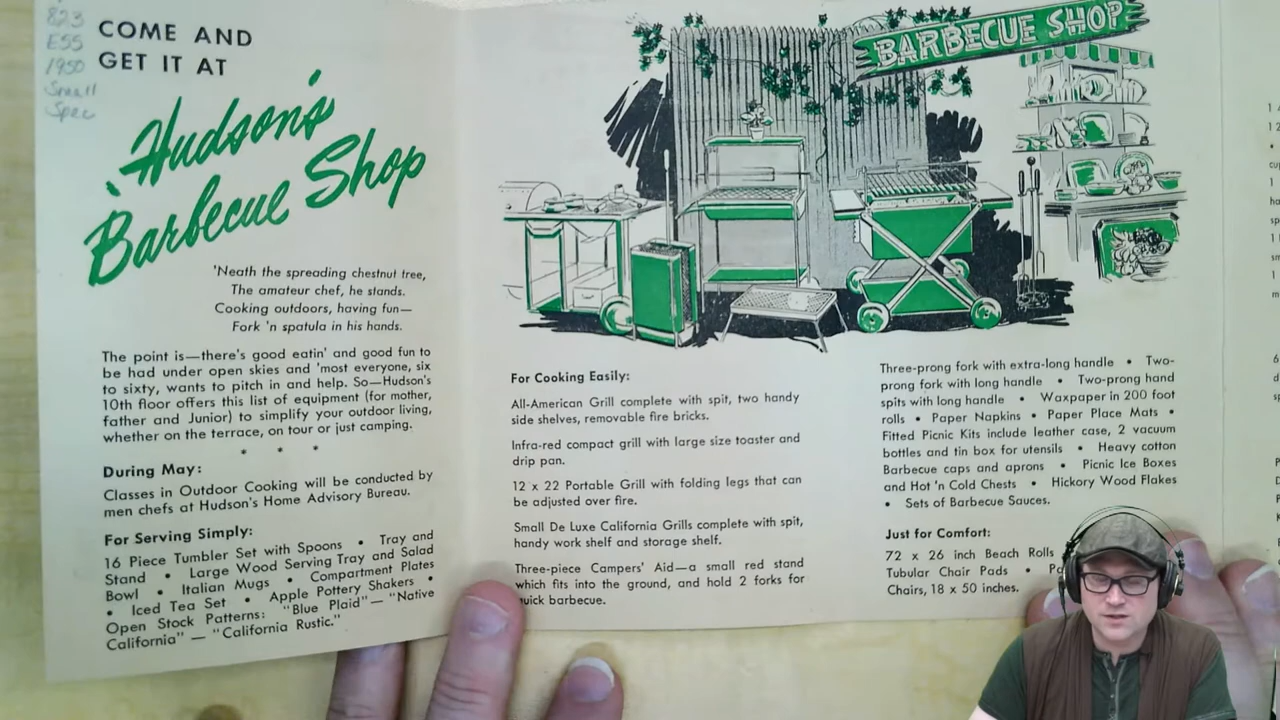 823
E55
1950
Small
Spec
COME AND
GET IT AT
Hudson's
Barbecue Shop
'Neath the spreading chestnut tree,
The amateur chef, he stands.
Cooking outdoors, having fun—
Fork 'n spatula in his hands.
The point is—there's good eatin' and good fun to
be had under open skies and 'most everyone, six
to sixty, wants to pitch in and help. So—Hudson's
10th floor offers this list of equipment (for mother,
father and Junior) to simplify your outdoor living,
whether on the terrace, on tour or just camping.
* * *
During May:
Classes in Outdoor Cooking will be conducted by
men chefs at Hudson's Home Advisory Bureau.
For Serving Simply:
16 Piece Tumbler Set with Spoons • Tray and
Stand • Large Wood Serving Tray and Salad
Bowl • Italian Mugs • Compartment Plates
• Iced Tea Set • Apple Pottery Shakers •
Open Stock Patterns: "Blue Plaid"— "Native
California" — "California Rustic."
BARBECUE SHOP
For Cooking Easily:
All-American Grill complete with spit, two handy
side shelves, removable fire bricks.
Infra-red compact grill with large size toaster and
drip pan.
12 x 22 Portable Grill with folding legs that can
be adjusted over fire.
Small De Luxe California Grills complete with spit,
handy work shelf and storage shelf.
Three-piece Campers' Aid—a small red stand
which fits into the ground, and hold 2 forks for
quick barbecue.
Three-prong fork with extra-long handle • Two-
prong fork with long handle • Two-prong hand
spits with long handle • Waxpaper in 200 foot
rolls • Paper Napkins • Paper Place Mats •
Fitted Picnic Kits include leather case, 2 vacuum
bottles and tin box for utensils • Heavy cotton
Barbecue caps and aprons • Picnic Ice Boxes
and Hot 'n Cold Chests • Hickory Wood Flakes
• Sets of Barbecue Sauces.
Just for Comfort:
72 x 26 inch Beach Rolls
Tubular Chair Pads •
Chairs, 18 x 50 inches.